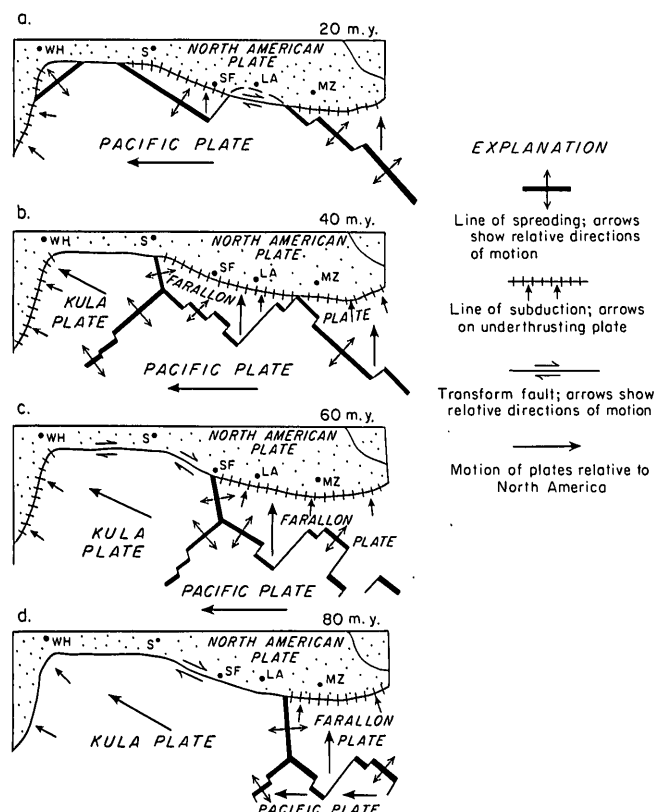 a.
20 m.y.
WH
S
NORTH AMERICAN
PLATE
SF
LA
MZ
PACIFIC PLATE
b.
40 m.y.
WH
S
NORTH AMERICAN
PLATE
SF
LA
MZ
KULA
PLATE
FARALLON
PLATE
PACIFIC PLATE
c.
60 m.y.
WH
S
NORTH AMERICAN
PLATE
SF
LA
MZ
KULA
PLATE
FARALLON
PLATE
PACIFIC PLATE
d.
80 m.y.
WH
S
NORTH AMERICAN
PLATE
SF
LA
MZ
KULA PLATE
FARALLON
PLATE
PACIFIC PLATE
EXPLANATION
Line of spreading; arrows
show relative directions
of motion
Line of subduction; arrows
on underthrusting plate
Transform fault; arrows show
relative directions of motion
Motion of plates relative to
North America